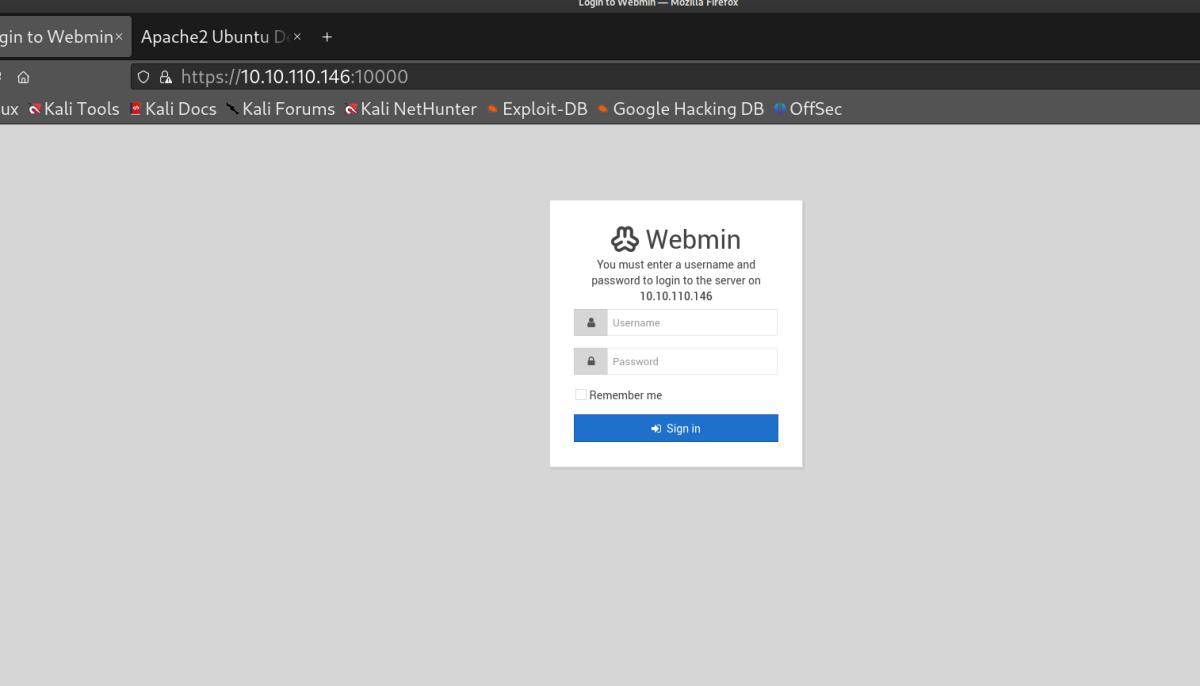 Login to Webmin — Mozilla Firefox
gin to Webmin × Apache2 Ubuntu D × +
https://10.10.110.146:10000
ux Kali Tools Kali Docs Kali Forums Kali NetHunter Exploit-DB Google Hacking DB OffSec
Webmin
You must enter a username and
password to login to the server on
10.10.110.146
Username
Password
Remember me
Sign in